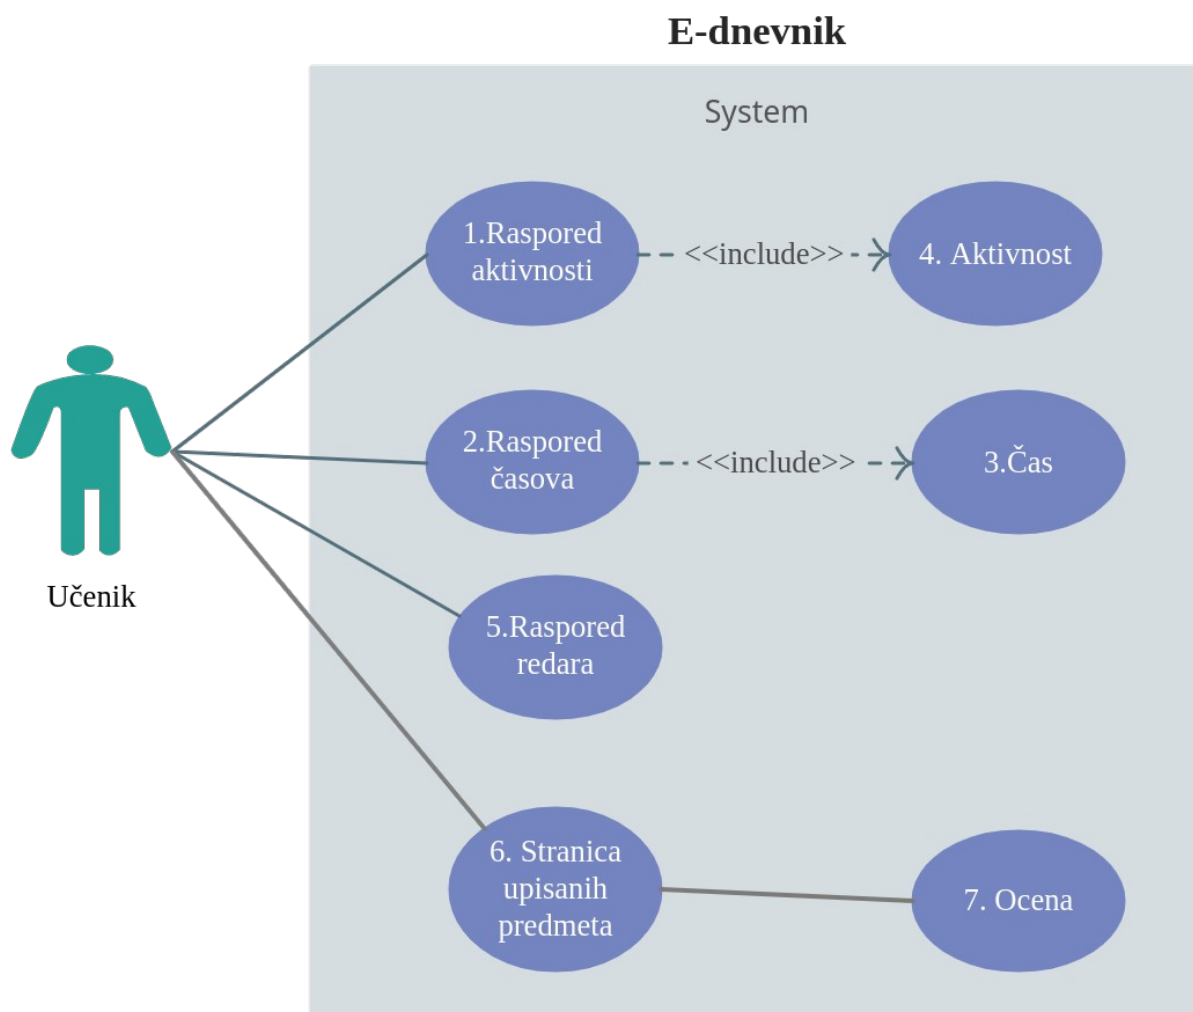 E-dnevnik
System
1.Raspored
aktivnosti
<<include>>
4. Aktivnost
2.Raspored
časova
<<include>>
3.Čas
Učenik
5.Raspored
redara
6. Stranica
upisanih
predmeta
7. Ocena